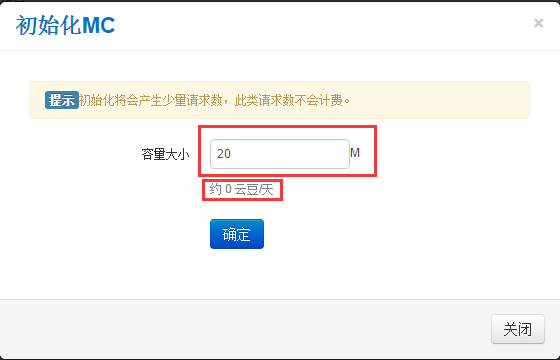 初始化MC
×
提示 初始化将会产生少量请求数，此类请求数不会计费。
容量大小 20 M
约 0 云豆/天
确定
关闭